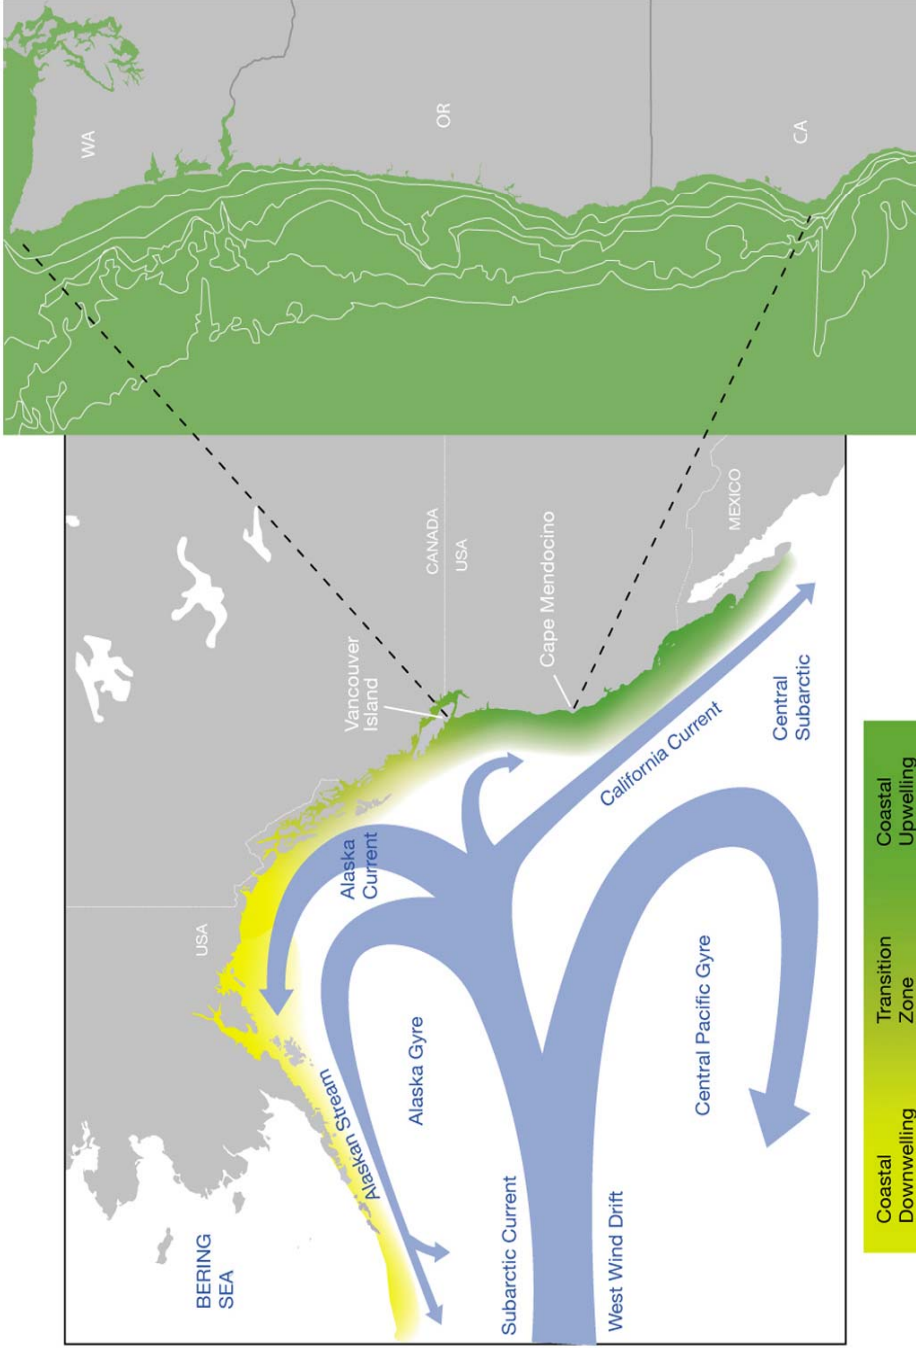 WA
OR
CA
BERING
SEA
USA
Alaskan Stream
Alaska Gyre
Alaska
Current
Subarctic Current
West Wind Drift
Central Pacific Gyre
California Current
Central
Subarctic
Vancouver
Island
CANADA
USA
Cape Mendocino
MEXICO
Coastal
Downwelling
Transition
Zone
Coastal
Upwelling